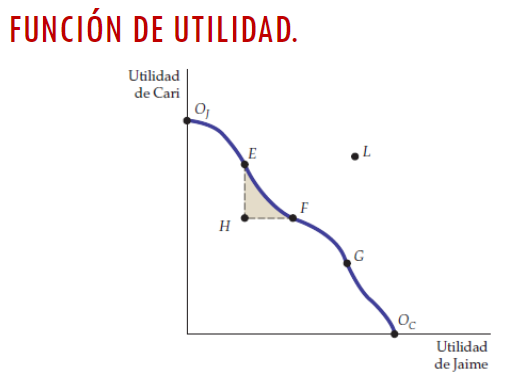 FUNCIÓN DE UTILIDAD.
Utilidad
de Cari
O_J
E
L
F
H
G
O_C
Utilidad
de Jaime